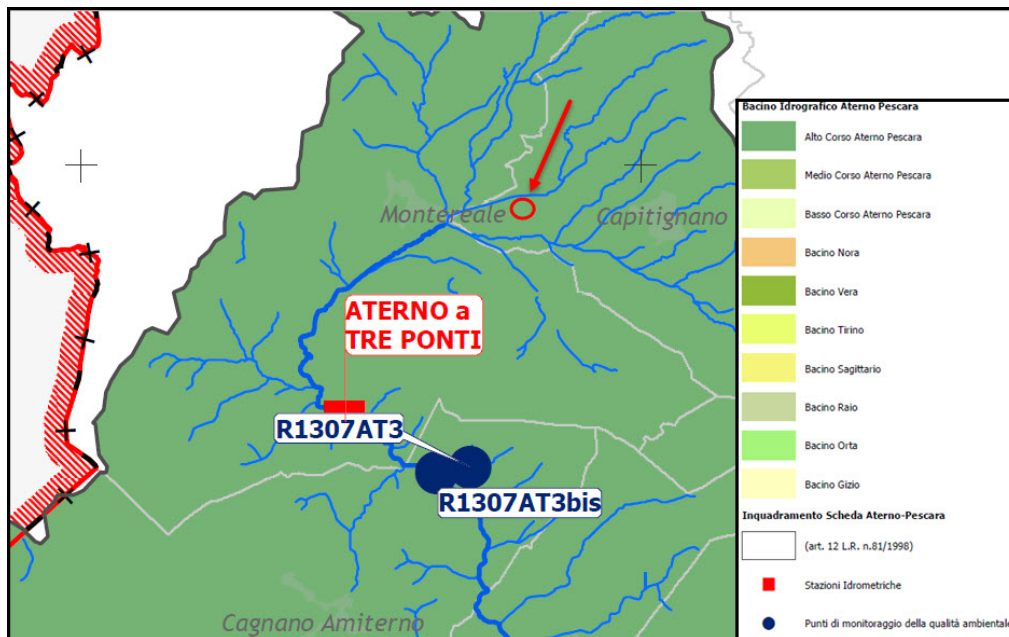 Montereale
Capitignano
ATERNO a
TRE PONTI
R1307AT3
R1307AT3bis
Cagnano Amiterno
Bacino Idrografico Aterno Pescara
Alto Corso Aterno Pescara
Medio Corso Aterno Pescara
Basso Corso Aterno Pescara
Bacino Nora
Bacino Vera
Bacino Tirino
Bacino Sagittario
Bacino Raio
Bacino Orta
Bacino Gizio
Inquadramento Scheda Aterno-Pescara
(art. 12 L.R. n.81/1998)
Stazioni Idrometriche
Punti di monitoraggio della qualità ambientale